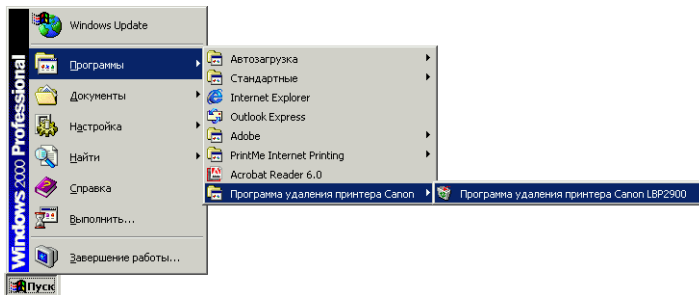 Windows 2000 Professional
Windows Update
Программы
Документы
Настройка
Найти
Справка
Выполнить...
Завершение работы...
Пуск
Автозагрузка
Стандартные
Internet Explorer
Outlook Express
Adobe
PrintMe Internet Printing
Acrobat Reader 6.0
Программа удаления принтера Canon
Программа удаления принтера Canon LBP2900